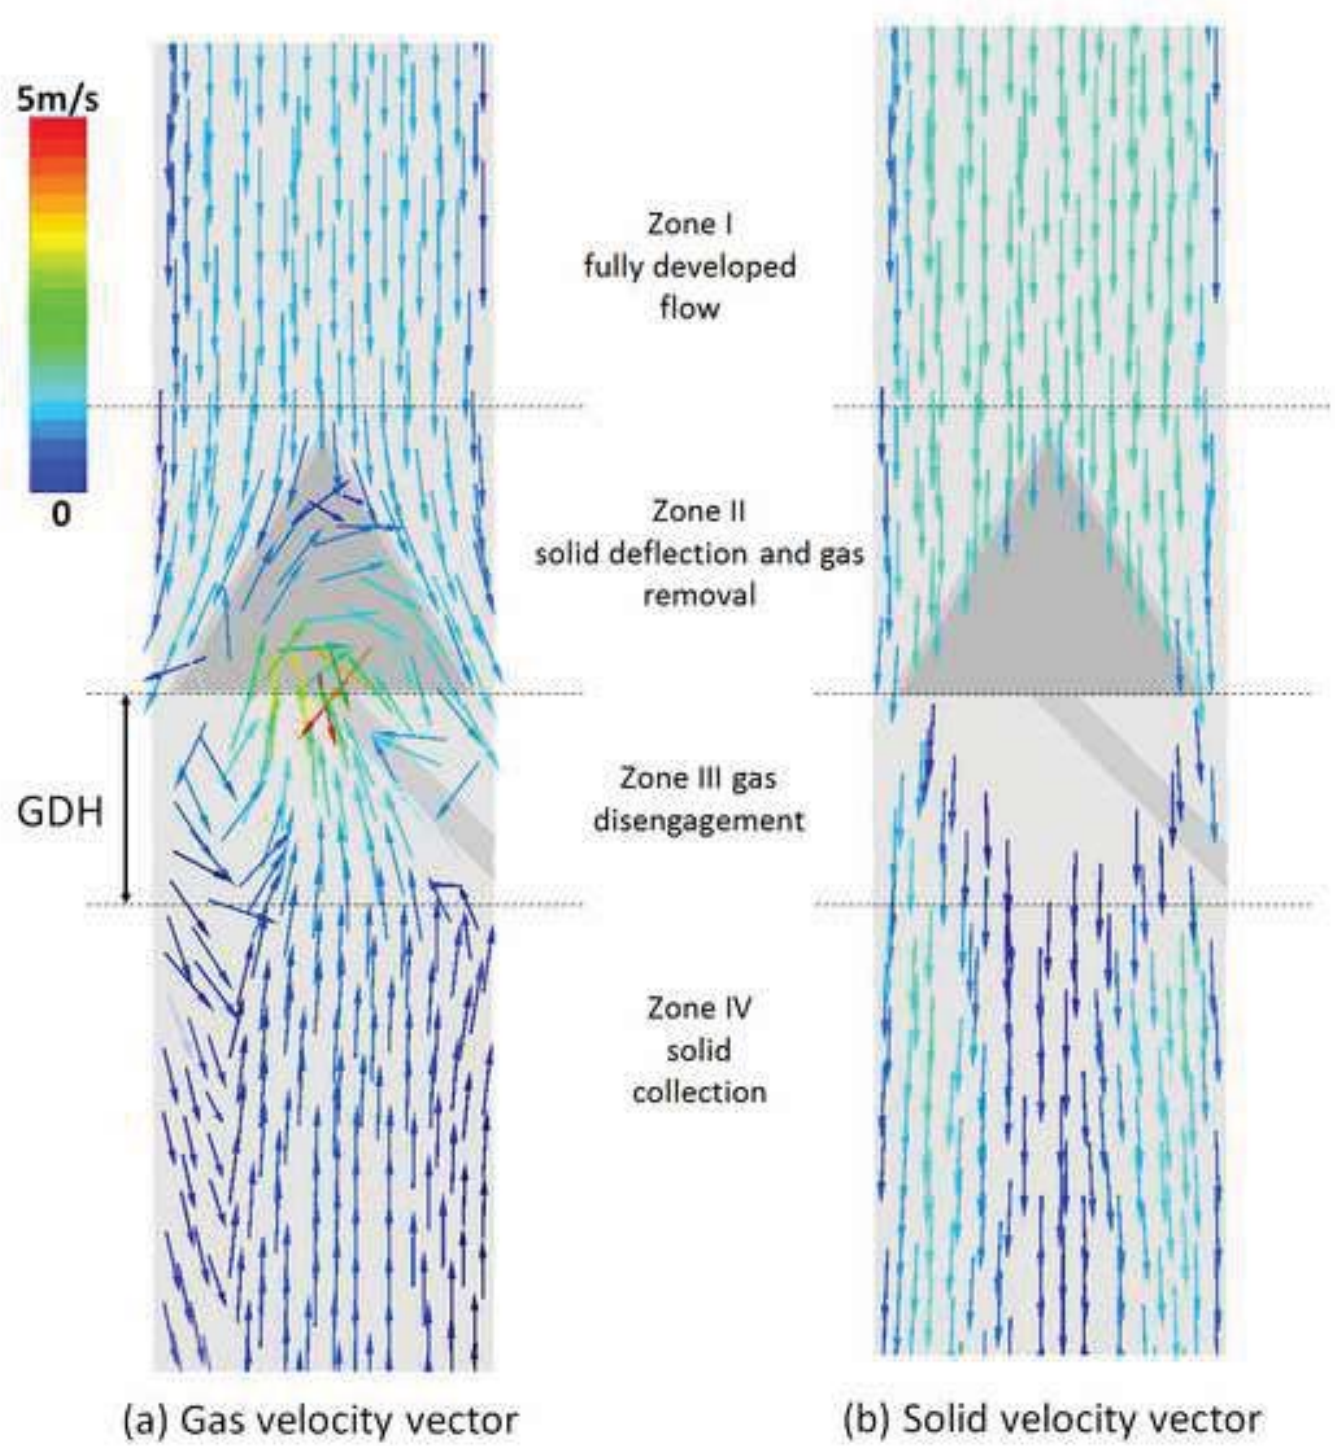 5m/s
0
Zone I
fully developed
flow
Zone II
solid deflection and gas
removal
GDH
Zone III gas
disengagement
Zone IV
solid
collection
(a) Gas velocity vector
(b) Solid velocity vector